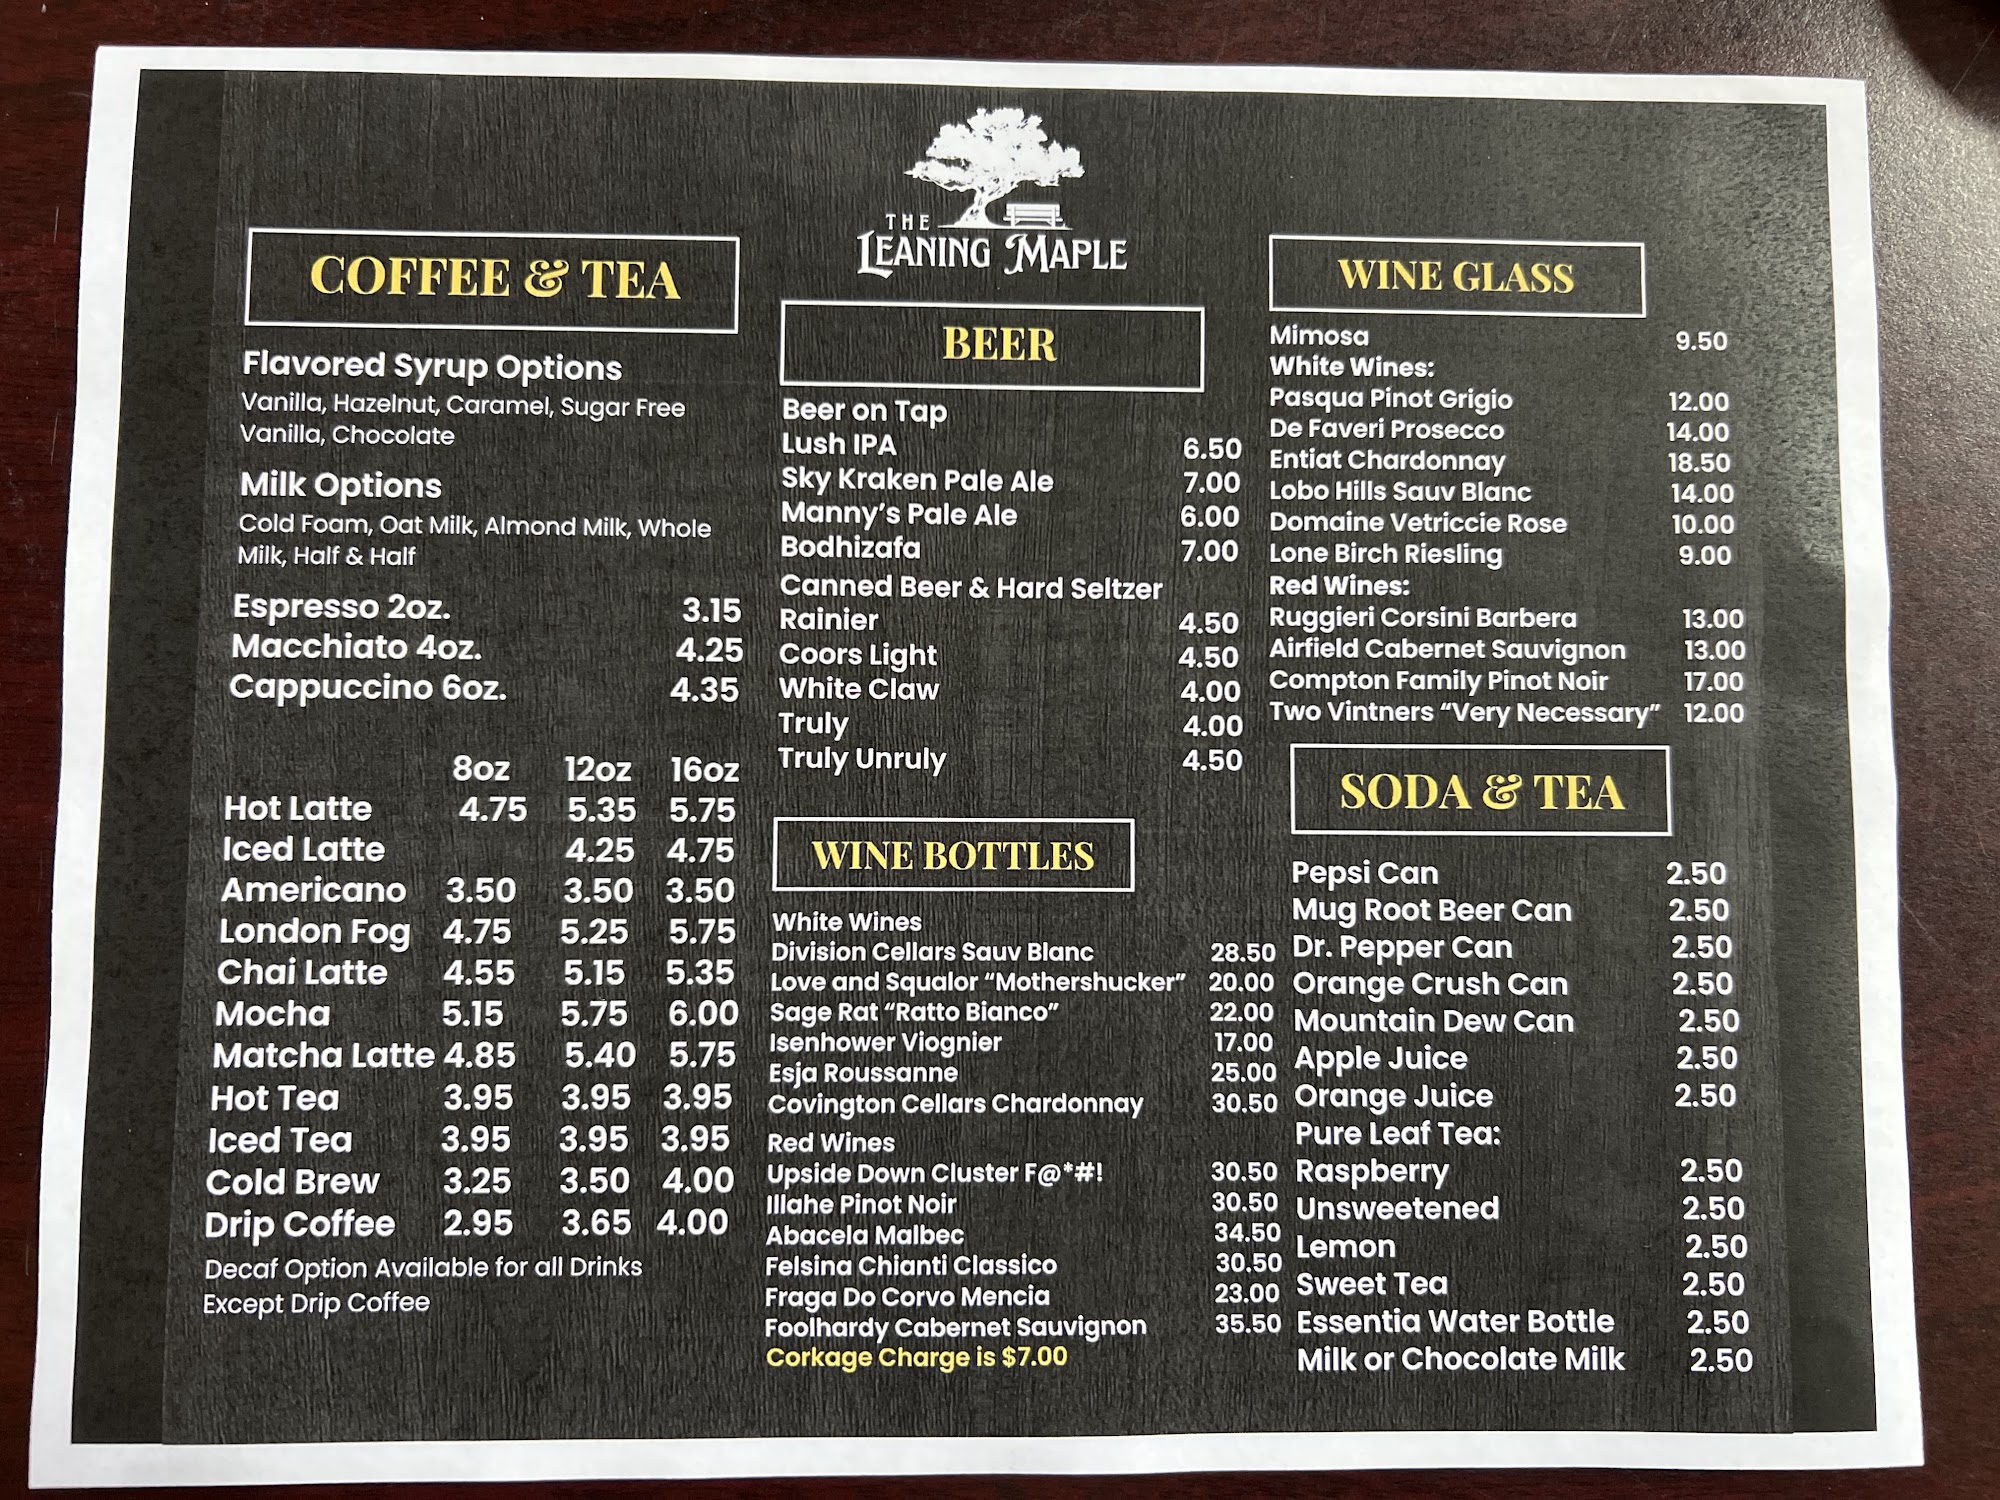 THE
LEANING MAPLE
COFFEE & TEA
Flavored Syrup Options
Vanilla, Hazelnut, Caramel, Sugar Free
Vanilla, Chocolate
Milk Options
Cold Foam, Oat Milk, Almond Milk, Whole
Milk, Half & Half
Espresso 2oz. 3.15
Macchiato 4oz. 4.25
Cappuccino 6oz. 4.35
8oz 12oz 16oz
Hot Latte 4.75 5.35 5.75
Iced Latte 4.25 4.75
Americano 3.50 3.50 3.50
London Fog 4.75 5.25 5.75
Chai Latte 4.55 5.15 5.35
Mocha 5.15 5.75 6.00
Matcha Latte 4.85 5.40 5.75
Hot Tea 3.95 3.95 3.95
Iced Tea 3.95 3.95 3.95
Cold Brew 3.25 3.50 4.00
Drip Coffee 2.95 3.65 4.00
Decaf Option Available for all Drinks
Except Drip Coffee
BEER
Beer on Tap
Lush IPA 6.50
Sky Kraken Pale Ale 7.00
Manny's Pale Ale 6.00
Bodhizafa 7.00
Canned Beer & Hard Seltzer
Rainier 4.50
Coors Light 4.50
White Claw 4.00
Truly 4.00
Truly Unruly 4.50
WINE BOTTLES
White Wines
Division Cellars Sauv Blanc 28.50
Love and Squalor "Mothershucker" 20.00
Sage Rat "Ratto Bianco" 22.00
Isenhower Viognier 17.00
Esja Roussanne 25.00
Covington Cellars Chardonnay 30.50
Red Wines
Upside Down Cluster F@*#! 30.50
Illahe Pinot Noir 30.50
Abacela Malbec 34.50
Felsina Chianti Classico 30.50
Fraga Do Corvo Mencia 23.00
Foolhardy Cabernet Sauvignon 35.50
Corkage Charge is $7.00
WINE GLASS
Mimosa 9.50
White Wines:
Pasqua Pinot Grigio 12.00
De Faveri Prosecco 14.00
Entiat Chardonnay 18.50
Lobo Hills Sauv Blanc 14.00
Domaine Vetriccie Rose 10.00
Lone Birch Riesling 9.00
Red Wines:
Ruggieri Corsini Barbera 13.00
Airfield Cabernet Sauvignon 13.00
Compton Family Pinot Noir 17.00
Two Vintners "Very Necessary" 12.00
SODA & TEA
Pepsi Can 2.50
Mug Root Beer Can 2.50
Dr. Pepper Can 2.50
Orange Crush Can 2.50
Mountain Dew Can 2.50
Apple Juice 2.50
Orange Juice 2.50
Pure Leaf Tea:
Raspberry 2.50
Unsweetened 2.50
Lemon 2.50
Sweet Tea 2.50
Essentia Water Bottle 2.50
Milk or Chocolate Milk 2.50